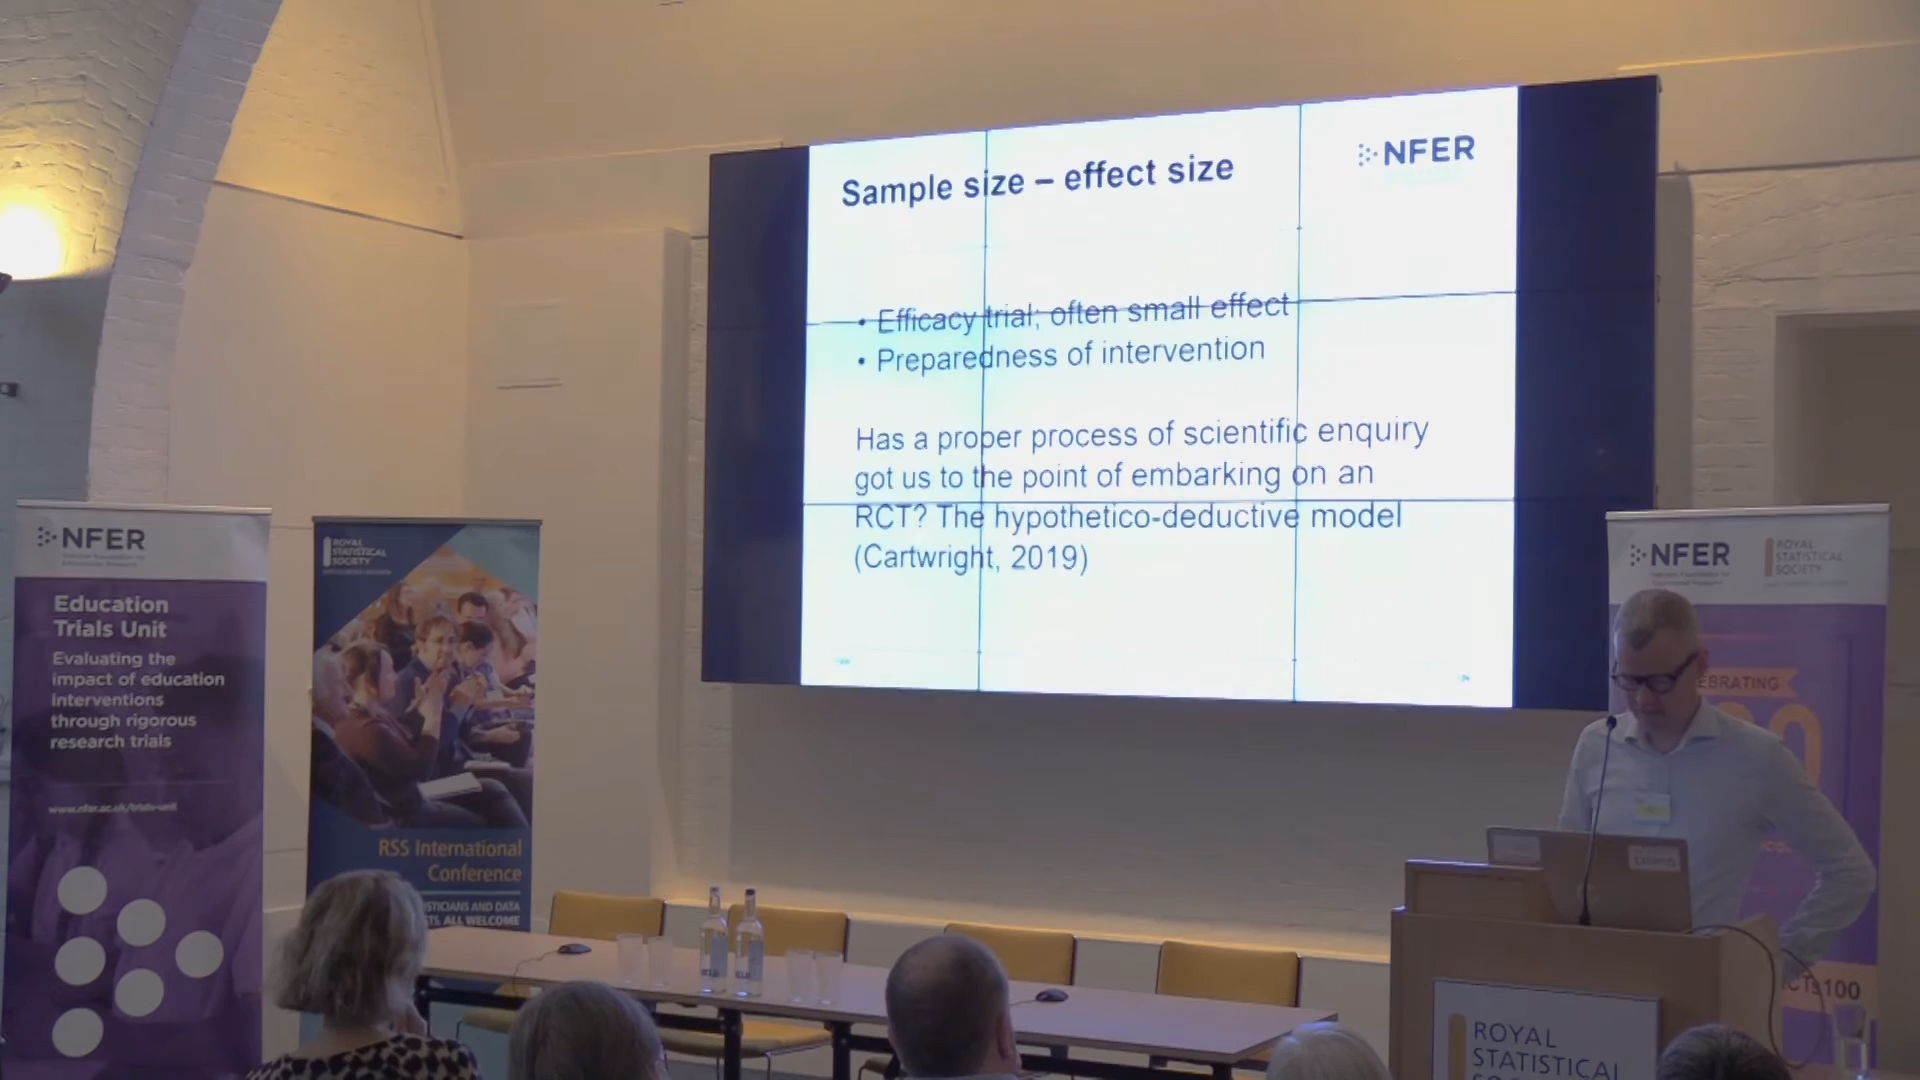 Sample size – effect size
NFER
• Efficacy trial; often small effect
• Preparedness of intervention
Has a proper process of scientific enquiry
got us to the point of embarking on an
RCT? The hypothetico-deductive model
(Cartwright, 2019)
NFER
Education
Trials Unit
Evaluating the
impact of education
interventions
through rigorous
research trials
www.nfer.ac.uk/trials-unit
ROYAL
STATISTICAL
SOCIETY
RSS International
Conference
ALL WELCOME
NFER
ROYAL
STATISTICAL
SOCIETY
EBRATING
CTs100
ROYAL
STATISTICAL